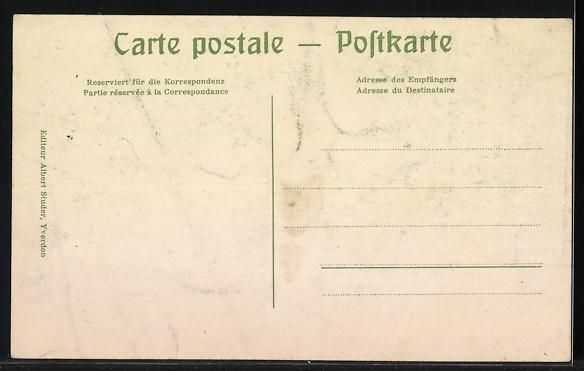 Carte postale — Poſtkarte
Reserviert für die Korrespondenz
Partie réservée à la Correspondance
Adresse des Empfängers
Adresse du Destinataire
Editeur Albert Studer, Yverdon